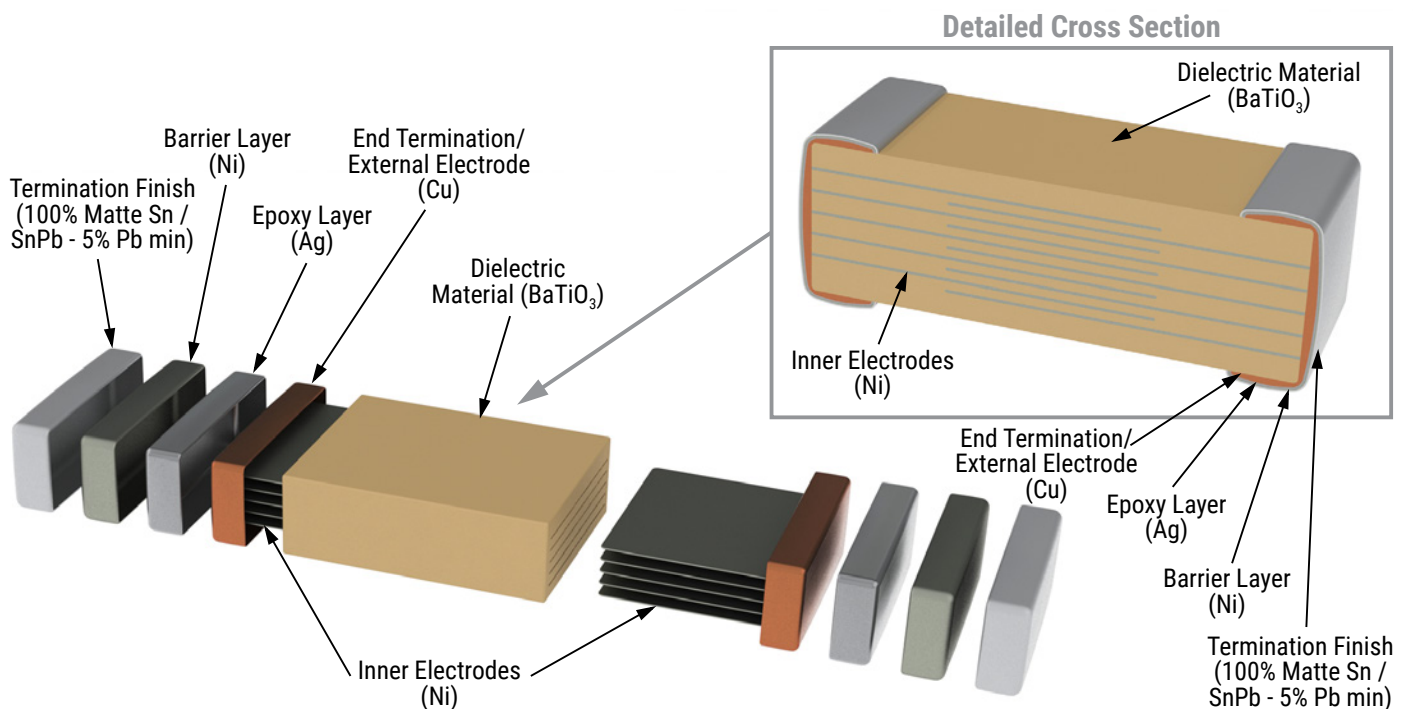 Detailed Cross Section
Dielectric Material
(BaTiO₃)
Inner Electrodes
(Ni)
End Termination/
External Electrode
(Cu)
Epoxy Layer
(Ag)
Barrier Layer
(Ni)
Termination Finish
(100% Matte Sn /
SnPb - 5% Pb min)
Termination Finish
(100% Matte Sn /
SnPb - 5% Pb min)
Barrier Layer
(Ni)
Epoxy Layer
(Ag)
End Termination/
External Electrode
(Cu)
Dielectric
Material (BaTiO₃)
Inner Electrodes
(Ni)